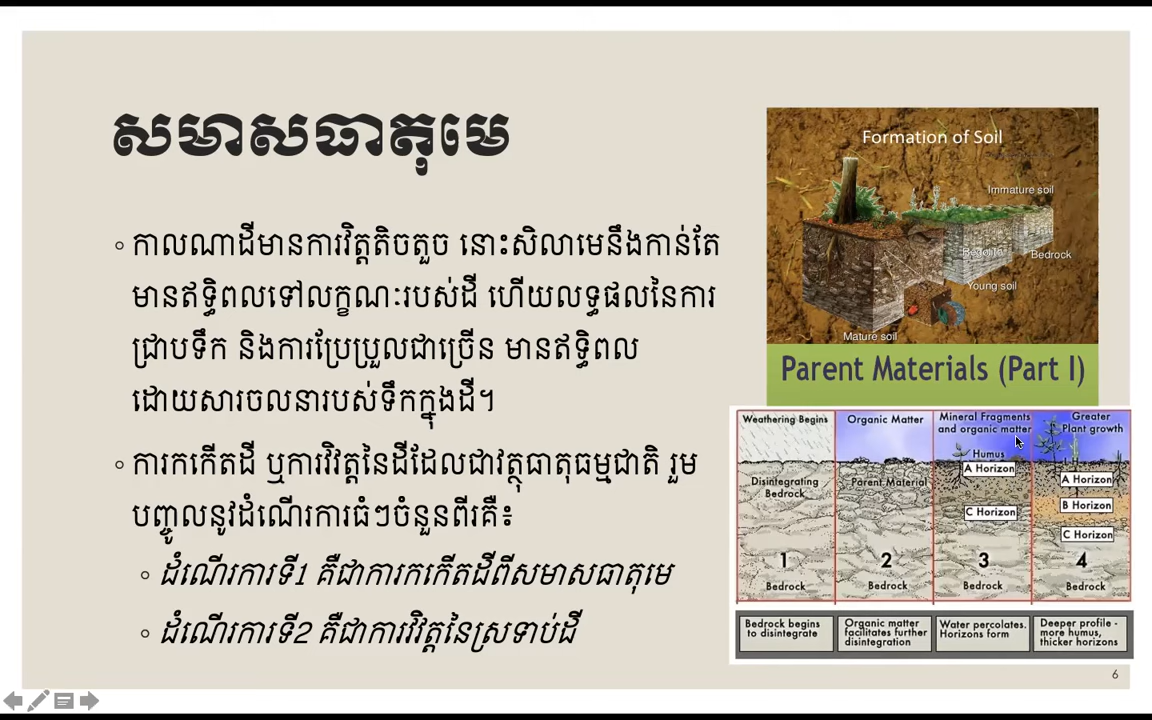 សមាសធាតុមេ
◦ កាលណាដីមានការវិត្តតិចតួច នោះសិលាមេនឹងកាន់តែ
មានឥទ្ធិពលទៅលក្ខណៈរបស់ដី ហើយលទ្ធផលនៃការ
ជ្រាបទឹក និងការប្រែប្រួលជាច្រើន មានឥទ្ធិពល
ដោយសារចលនារបស់ទឹកក្នុងដី។
◦ ការកកើតដី ឬការវិវត្តនៃដីដែលជាវត្ថុធាតុធម្មជាតិ រួម
បញ្ចូលនូវដំណើរការធំៗចំនួនពីរគឺ៖
◦ ដំណើរការទី1 គឺជាការកកើតដីពីសមាសធាតុមេ
◦ ដំណើរការទី2 គឺជាការវិវត្តនៃស្រទាប់ដី
Formation of Soil
Immature soil
Regolith
Bedrock
Young soil
Mature soil
Parent Materials (Part I)
Weathering Begins
Disintegrating
Bedrock
1
Bedrock
Organic Matter
Parent Material
2
Bedrock
Mineral Fragments
and organic matter
Humus
A Horizon
C Horizon
3
Bedrock
Greater
Plant growth
A Horizon
B Horizon
C Horizon
4
Bedrock
Bedrock begins
to disintegrate
Organic matter
facilitates further
disintegration
Water percolates.
Horizons form
Deeper profile -
more humus,
thicker horizons
6